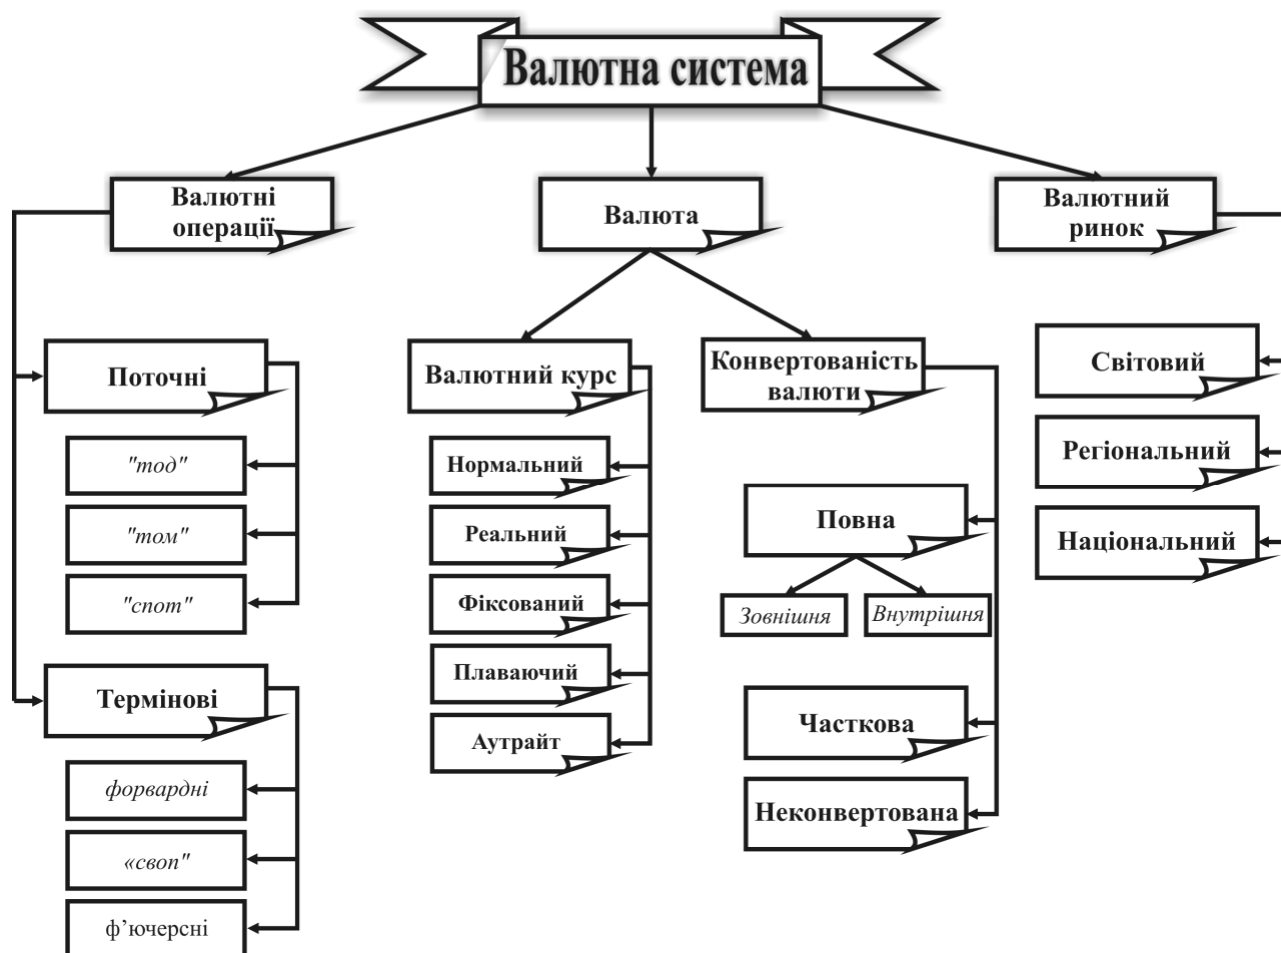 Валютна система
Валютні
операції
Валюта
Валютний
ринок
Поточні
"тод"
"том"
"спот"
Термінові
форвардні
«своп"
ф’ючерсні
Валютний курс
Нормальний
Реальний
Фіксований
Плаваючий
Аутрайт
Конвертованість
валюти
Повна
Зовнішня
Внутрішня
Часткова
Неконвертована
Світовий
Регіональний
Національний